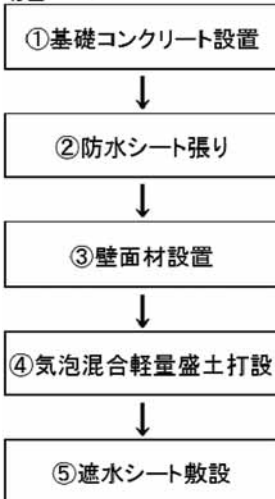 ①基礎コンクリート設置
②防水シート張り
③壁面材設置
④気泡混合軽量盛土打設
⑤遮水シート敷設